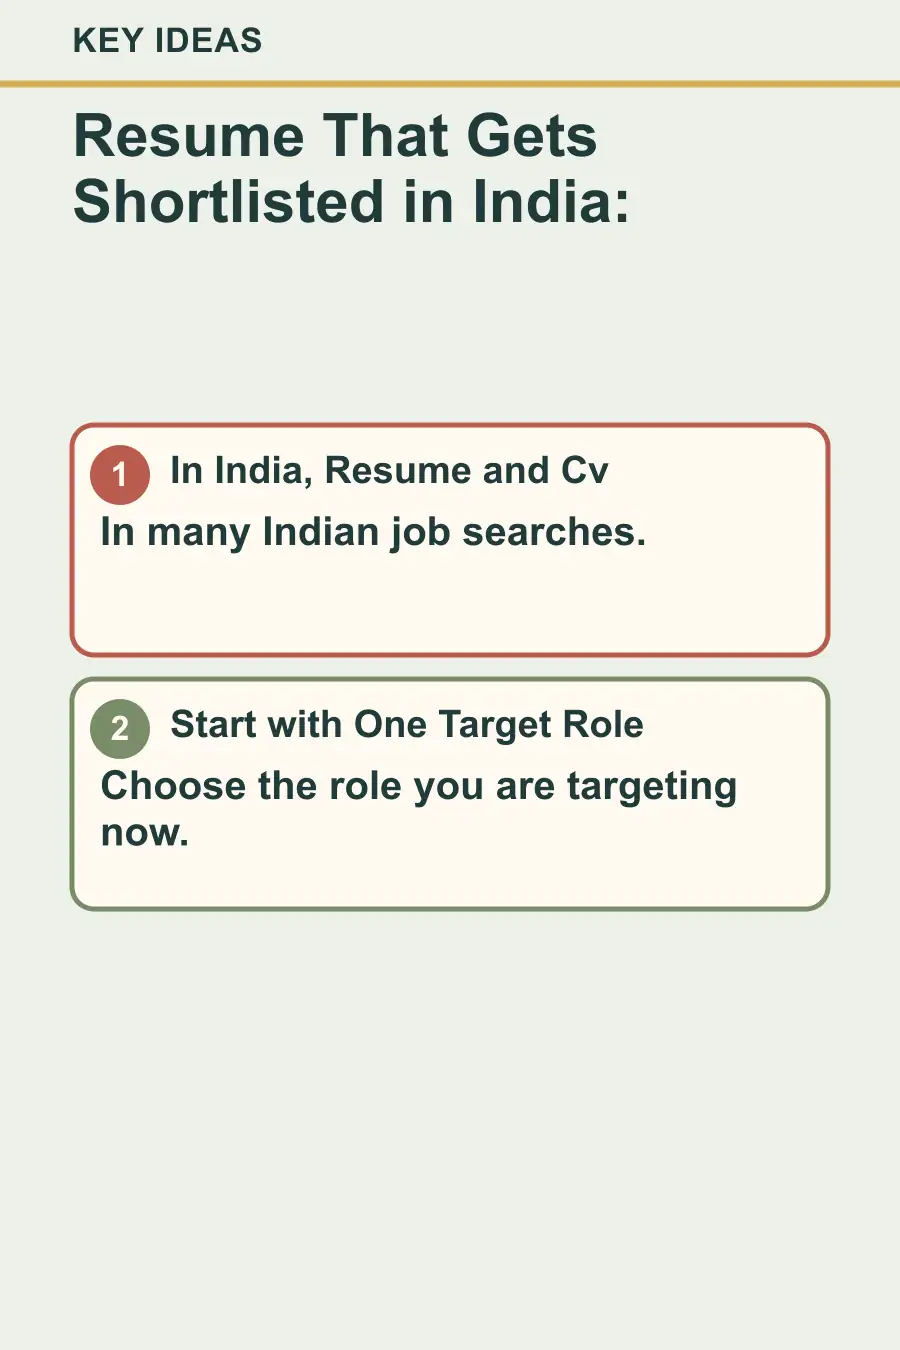 KEY IDEAS
Resume That Gets
Shortlisted in India:
1 In India, Resume and Cv
In many Indian job searches.
2 Start with One Target Role
Choose the role you are targeting
now.